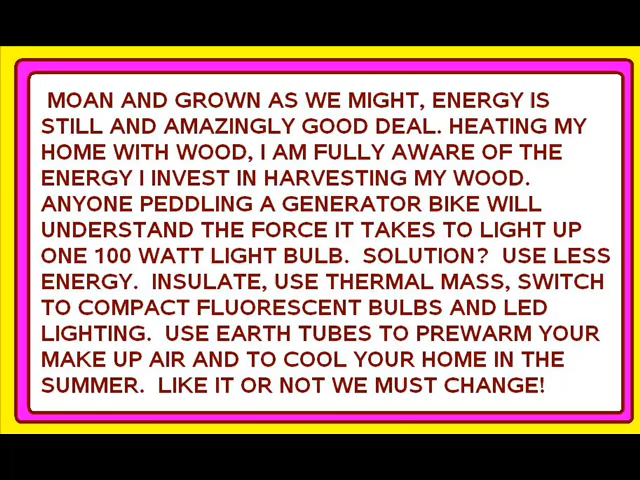 MOAN AND GROWN AS WE MIGHT, ENERGY IS
STILL AND AMAZINGLY GOOD DEAL. HEATING MY
HOME WITH WOOD, I AM FULLY AWARE OF THE
ENERGY I INVEST IN HARVESTING MY WOOD.
ANYONE PEDDLING A GENERATOR BIKE WILL
UNDERSTAND THE FORCE IT TAKES TO LIGHT UP
ONE 100 WATT LIGHT BULB.  SOLUTION?  USE LESS
ENERGY.  INSULATE, USE THERMAL MASS, SWITCH
TO COMPACT FLUORESCENT BULBS AND LED
LIGHTING.  USE EARTH TUBES TO PREWARM YOUR
MAKE UP AIR AND TO COOL YOUR HOME IN THE
SUMMER.  LIKE IT OR NOT WE MUST CHANGE!